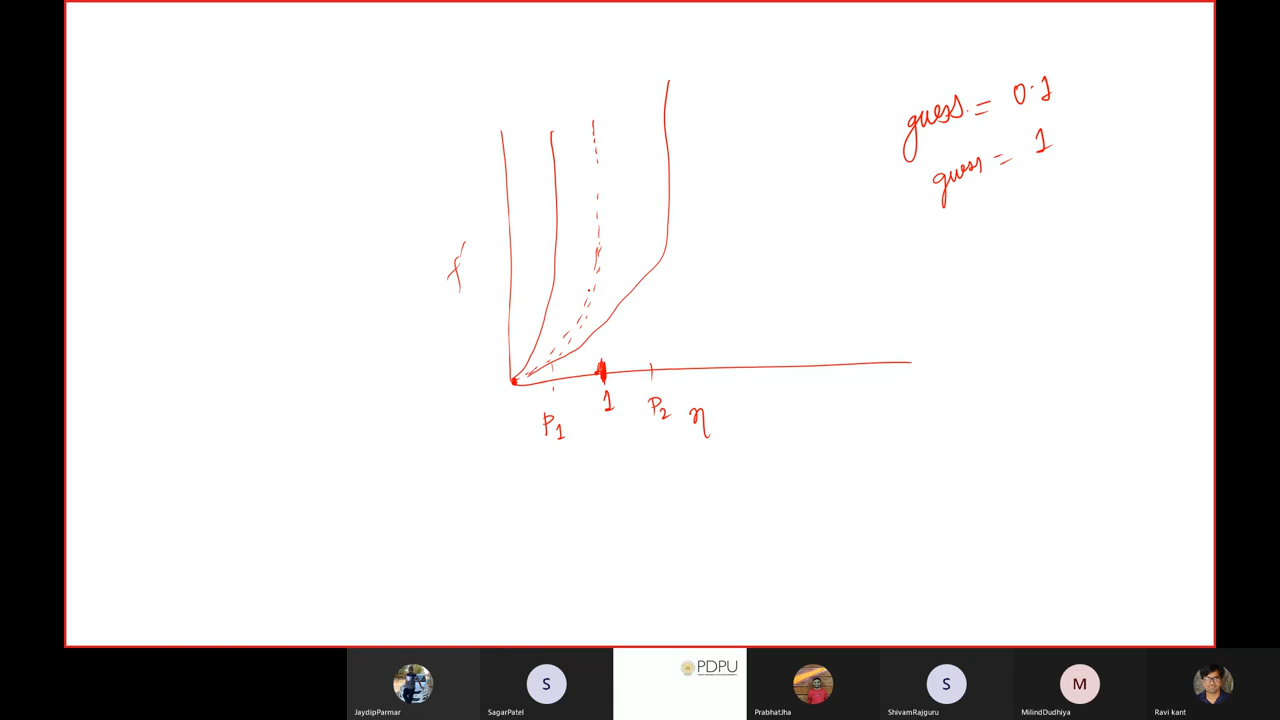 guess = 0.1
guess = 1
f'
1
P2
P1
η
PDPU
JaydipParmar
SagarPatel
PrabhatJha
ShivamRajguru
MilindDudhiya
Ravi kant
S
S
M